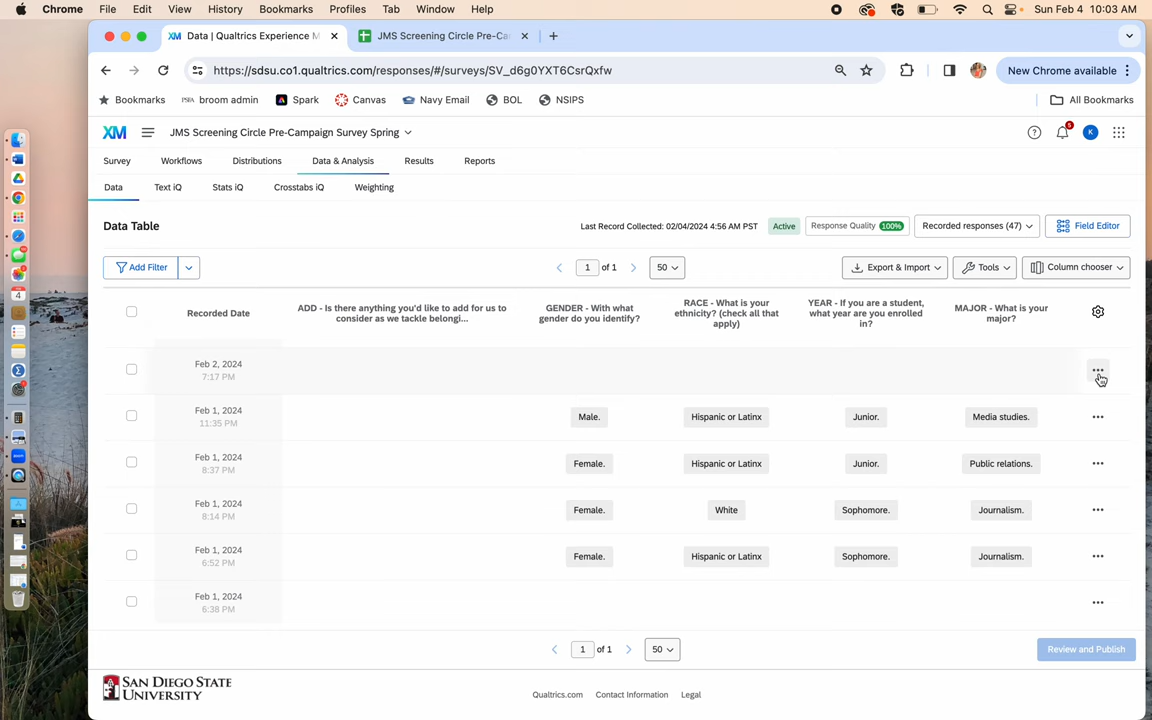 Chrome File Edit View History Bookmarks Profiles Tab Window Help Sun Feb 4 10:03 AM
XM Data | Qualtrics Experience M JMS Screening Circle Pre-Ca
https://sdsu.co1.qualtrics.com/responses/#/surveys/SV_d6g0YXT6CsrQxfw New Chrome available
Bookmarks broom admin Spark Canvas Navy Email BOL NSIPS All Bookmarks
XM JMS Screening Circle Pre-Campaign Survey Spring 5 K
Survey Workflows Distributions Data & Analysis Results Reports
Data Text iQ Stats iQ Crosstabs iQ Weighting
Data Table Last Record Collected: 02/04/2024 4:56 AM PST Active Response Quality 100% Recorded responses (47) Field Editor
Add Filter 1 of 1 50 Export & Import Tools Column chooser
Recorded Date
ADD - Is there anything you'd like to add for us to
consider as we tackle belongi...
GENDER - With what
gender do you identify?
RACE - What is your
ethnicity? (check all that
apply)
YEAR - If you are a student,
what year are you enrolled
in?
MAJOR - What is your
major?
Feb 2, 2024
7:17 PM
Feb 1, 2024
11:35 PM
Male. Hispanic or Latinx Junior. Media studies.
Feb 1, 2024
8:37 PM
Female. Hispanic or Latinx Junior. Public relations.
Feb 1, 2024
8:14 PM
Female. White Sophomore. Journalism.
Feb 1, 2024
6:52 PM
Female. Hispanic or Latinx Sophomore. Journalism.
Feb 1, 2024
6:38 PM
1 of 1 50 Review and Publish
SAN DIEGO STATE
UNIVERSITY
Qualtrics.com Contact Information Legal